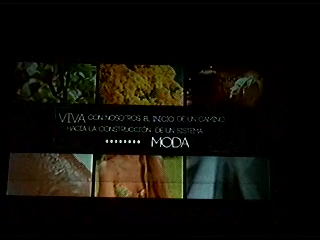 VIVA CON NOSOTROS EL INICIO DE UN CAMINO
HACIA LA CONSTRUCCIÓN DE UN SISTEMA
MODA